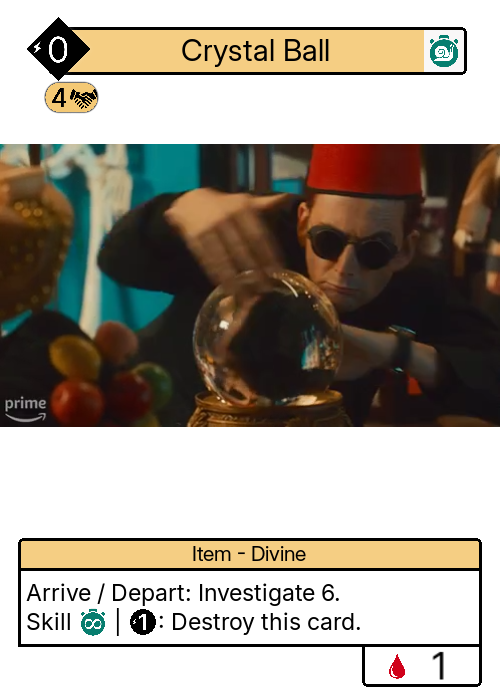 0 Crystal Ball
4
prime
Item - Divine
Arrive / Depart: Investigate 6.
Skill ∞ | 1: Destroy this card.
1